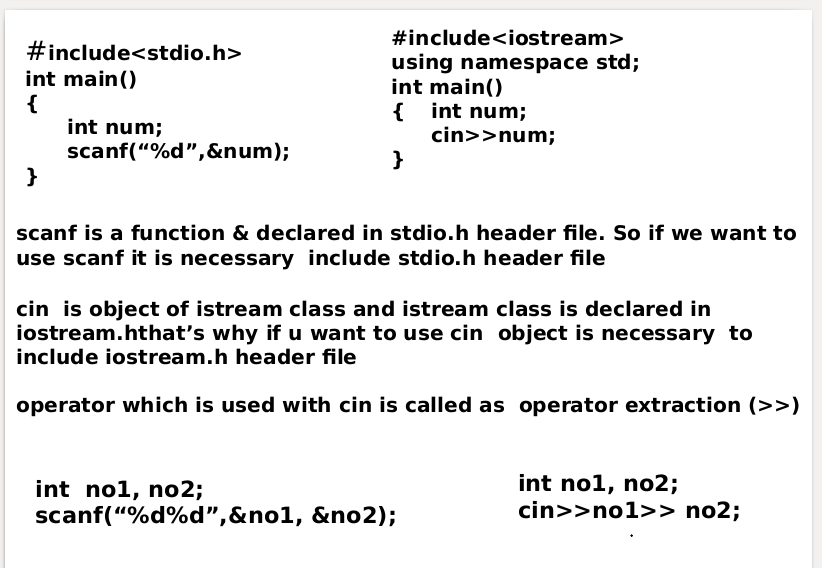 #include<stdio.h>
int main()
{
int num;
scanf(“%d”,&num);
}
#include<iostream>
using namespace std;
int main()
{ int num;
cin>>num;
}
scanf is a function & declared in stdio.h header file. So if we want to
use scanf it is necessary include stdio.h header file
cin is object of istream class and istream class is declared in
iostream.hthat’s why if u want to use cin object is necessary to
include iostream.h header file
operator which is used with cin is called as operator extraction (>>)
int no1, no2;
scanf(“%d%d”,&no1, &no2);
int no1, no2;
cin>>no1>> no2;